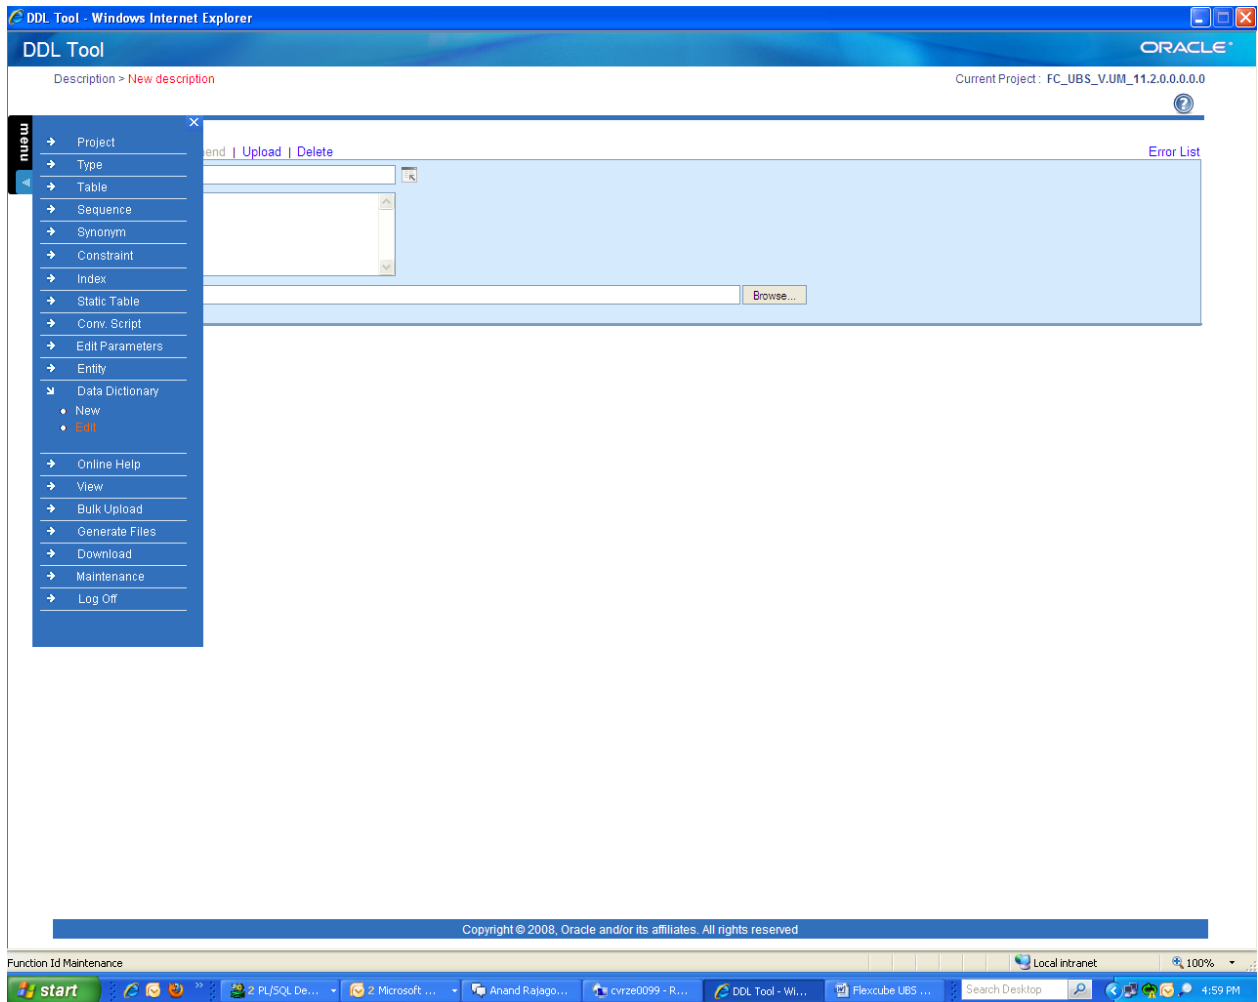 DDL Tool - Windows Internet Explorer
DDL Tool
ORACLE
Description > New description
Current Project : FC_UBS_V.UM_11.2.0.0.0.0.0
menu
Project
Type
Table
Sequence
Synonym
Constraint
Index
Static Table
Conv. Script
Edit Parameters
Entity
Data Dictionary
New
Edit
Online Help
View
Bulk Upload
Generate Files
Download
Maintenance
Log Off
end | Upload | Delete
Error List
Browse...
Copyright © 2008, Oracle and/or its affiliates. All rights reserved
Function Id Maintenance
Local intranet
100%
start
2 PL/SQL De...
2 Microsoft ...
Anand Rajago...
cvrze0099 - R...
DDL Tool - Wi...
Flexcube UBS ...
Search Desktop
4:59 PM